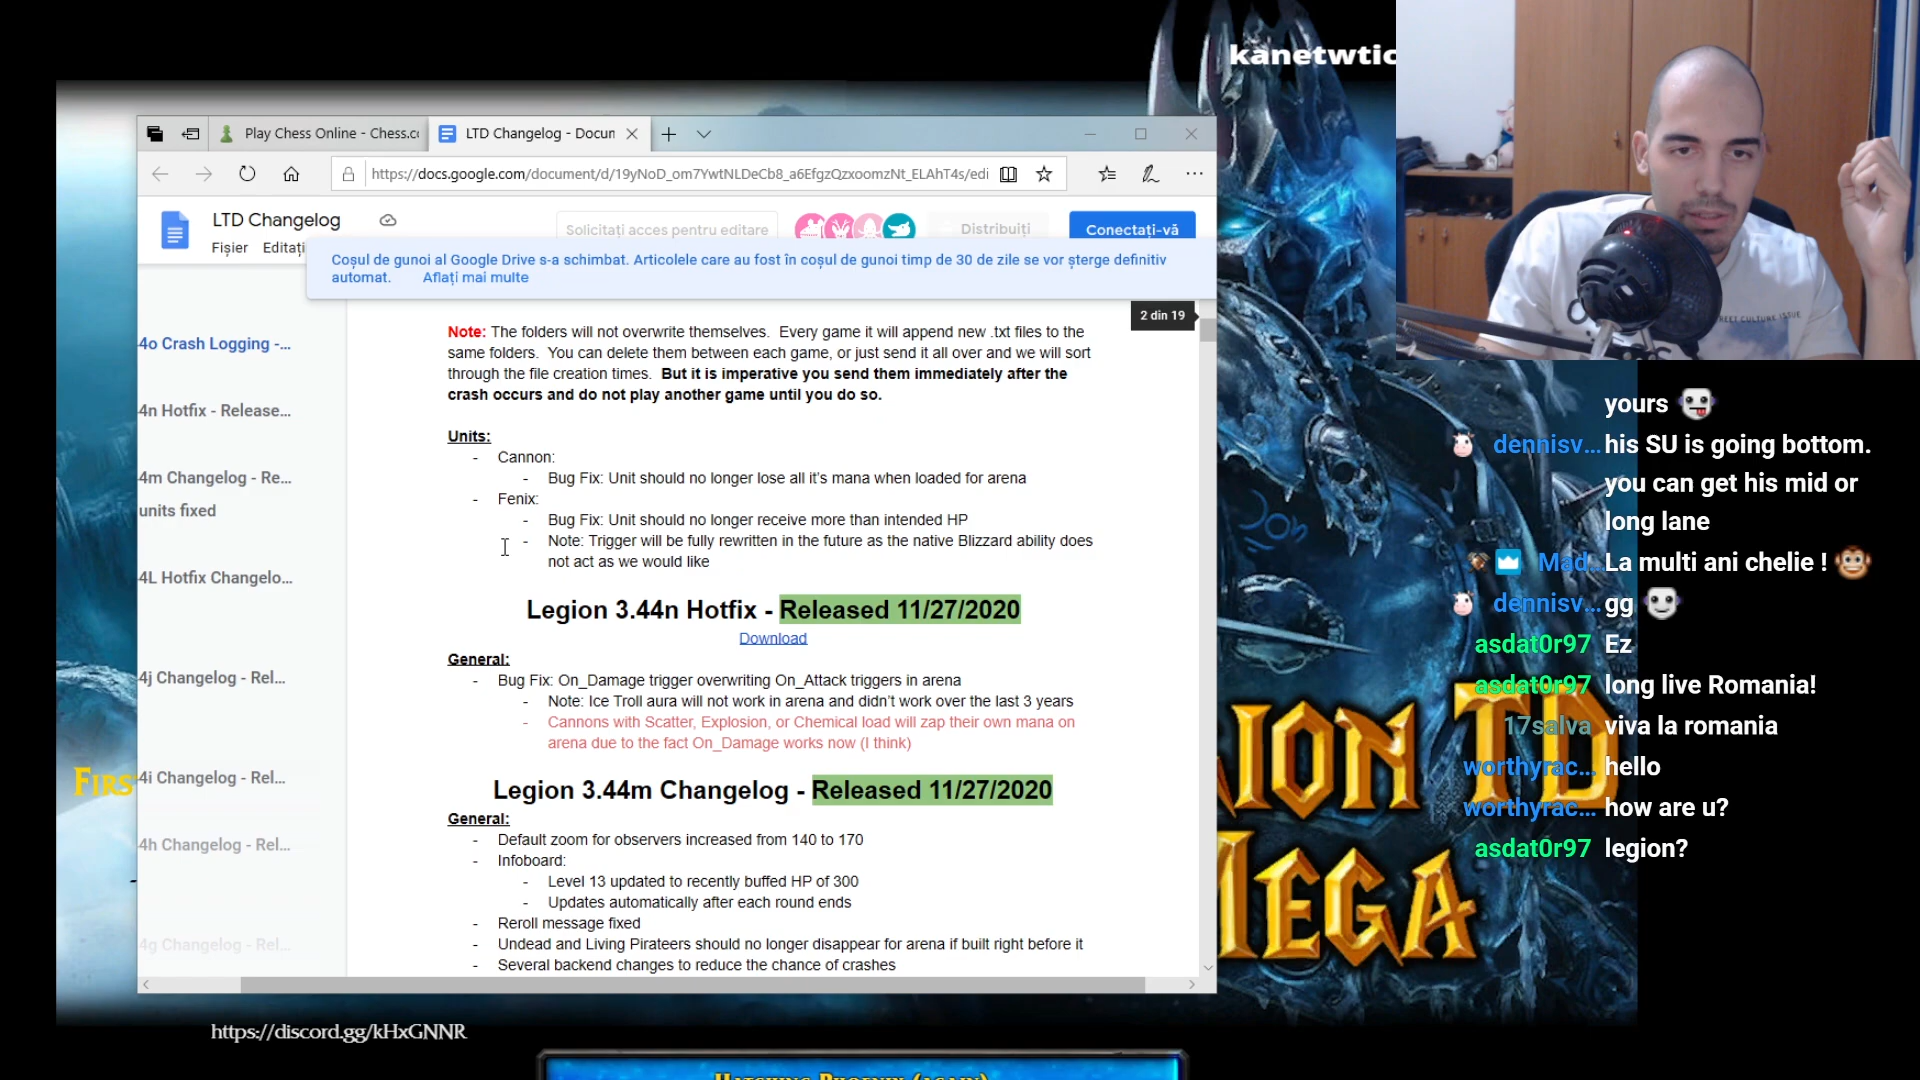 kanetwtic
Play Chess Online - Chess.co
LTD Changelog - Docun
https://docs.google.com/document/d/19yNoD_om7YwtNLDeCb8_a6EfgzQzxoomzNt_ELAhT4s/edi
LTD Changelog
Solicitați acces pentru editare
Distribuiți
Conectați-vă
Fișier Editați
Coșul de gunoi al Google Drive s-a schimbat. Articolele care au fost în coșul de gunoi timp de 30 de zile se vor șterge definitiv
automat. Aflați mai multe
2 din 19
4o Crash Logging -...
4n Hotfix - Release...
4m Changelog - Re...
units fixed
4L Hotfix Changelo...
4j Changelog - Rel...
4i Changelog - Rel...
4h Changelog - Rel...
4g Changelog - Rel...
Note: The folders will not overwrite themselves. Every game it will append new .txt files to the
same folders. You can delete them between each game, or just send it all over and we will sort
through the file creation times. But it is imperative you send them immediately after the
crash occurs and do not play another game until you do so.
Units:
- Cannon:
- Bug Fix: Unit should no longer lose all it's mana when loaded for arena
- Fenix:
- Bug Fix: Unit should no longer receive more than intended HP
- Note: Trigger will be fully rewritten in the future as the native Blizzard ability does
not act as we would like
Legion 3.44n Hotfix - Released 11/27/2020
Download
General:
- Bug Fix: On_Damage trigger overwriting On_Attack triggers in arena
- Note: Ice Troll aura will not work in arena and didn't work over the last 3 years
- Cannons with Scatter, Explosion, or Chemical load will zap their own mana on
arena due to the fact On_Damage works now (I think)
Legion 3.44m Changelog - Released 11/27/2020
General:
- Default zoom for observers increased from 140 to 170
- Infoboard:
- Level 13 updated to recently buffed HP of 300
- Updates automatically after each round ends
- Reroll message fixed
- Undead and Living Pirateers should no longer disappear for arena if built right before it
- Several backend changes to reduce the chance of crashes
STREET CULTURE ISSUE
yours
dennisv... his SU is going bottom.
you can get his mid or
long lane
Mad... La multi ani chelie !
dennisv... gg
asdat0r97 Ez
asdat0r97 long live Romania!
17salva viva la romania
worthyrac... hello
worthyrac... how are u?
asdat0r97 legion?
FIRS
ION TD
MEGA
https://discord.gg/kHxGNNR
HATCHING PHOENIX (AGAIN)